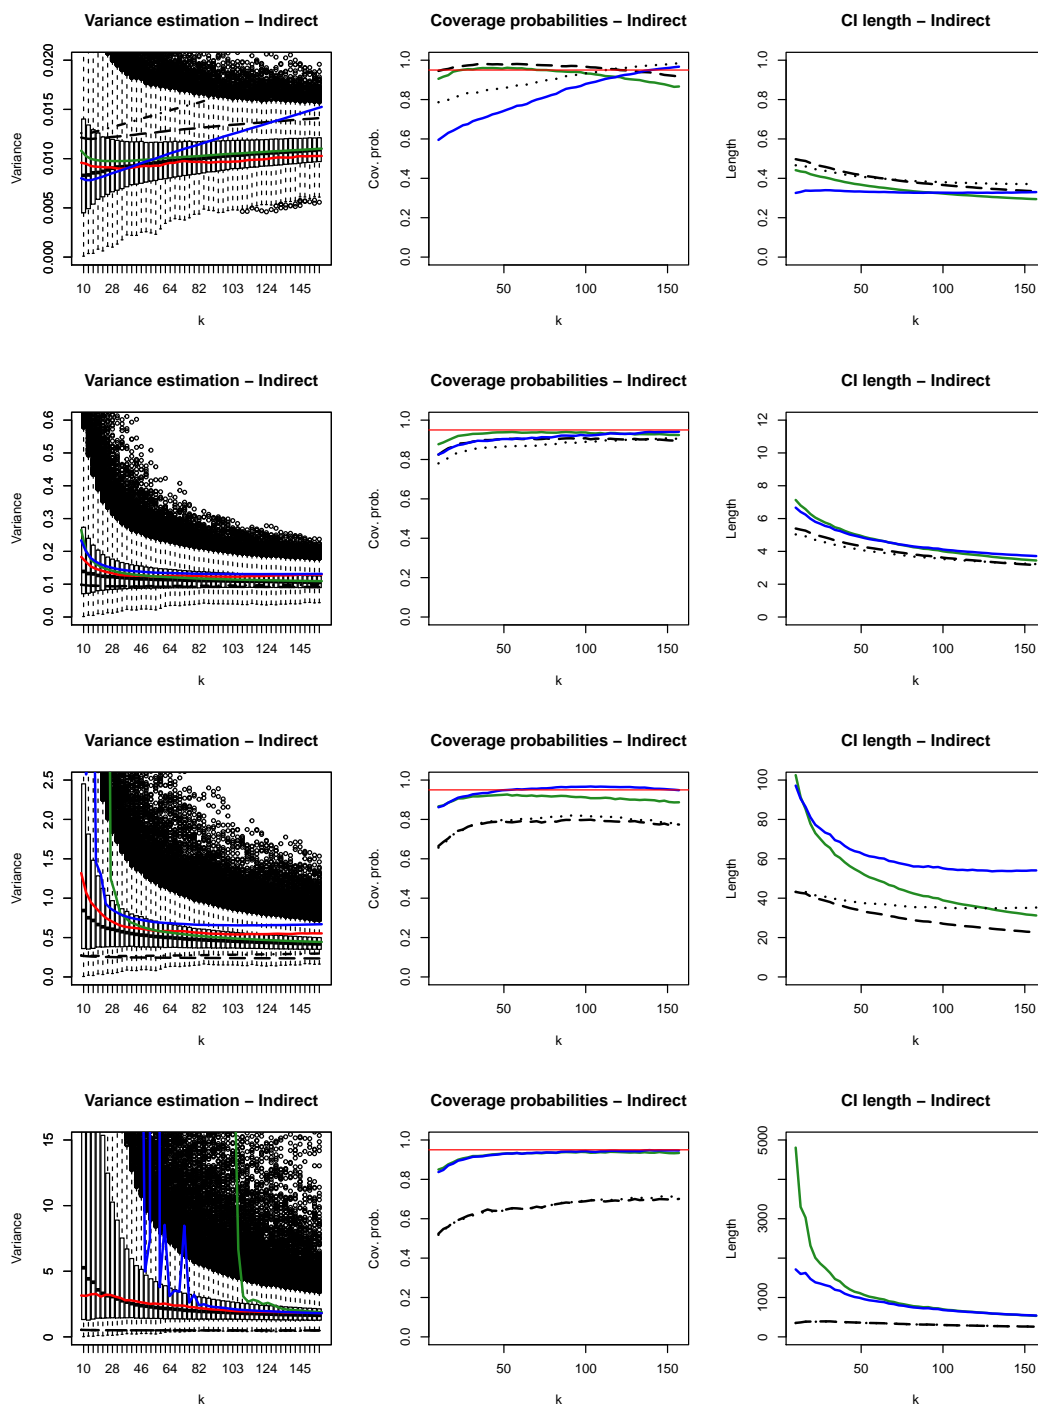 Variance estimation – Indirect
Coverage probabilities – Indirect
CI length – Indirect
Variance
0.000 0.005 0.010 0.015 0.020
10 28 46 64 82 103 124 145
k
Cov. prob.
0.0 0.2 0.4 0.6 0.8 1.0
50 100 150
k
Length
0.0 0.2 0.4 0.6 0.8 1.0
50 100 150
k
Variance estimation – Indirect
Coverage probabilities – Indirect
CI length – Indirect
Variance
0.0 0.1 0.2 0.3 0.4 0.5 0.6
10 28 46 64 82 103 124 145
k
Cov. prob.
0.0 0.2 0.4 0.6 0.8 1.0
50 100 150
k
Length
0 2 4 6 8 10 12
50 100 150
k
Variance estimation – Indirect
Coverage probabilities – Indirect
CI length – Indirect
Variance
0.0 0.5 1.0 1.5 2.0 2.5
10 28 46 64 82 103 124 145
k
Cov. prob.
0.0 0.2 0.4 0.6 0.8 1.0
50 100 150
k
Length
0 20 40 60 80 100
50 100 150
k
Variance estimation – Indirect
Coverage probabilities – Indirect
CI length – Indirect
Variance
0 5 10 15
10 28 46 64 82 103 124 145
k
Cov. prob.
0.0 0.2 0.4 0.6 0.8 1.0
50 100 150
k
Length
0 1000 3000 5000
50 100 150
k